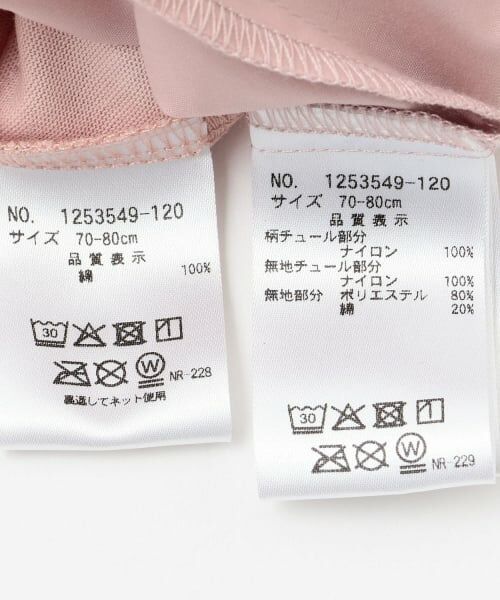 NO. 1253549-120
サイズ 70-80cm
品質表示
綿 100%
30
W
NR-228
裏返してネット使用
NO. 1253549-120
サイズ 70-80cm
品質表示
柄チュール部分
ナイロン 100%
無地チュール部分
ナイロン 100%
無地部分 ポリエステル 80%
綿 20%
30
W
NR-229